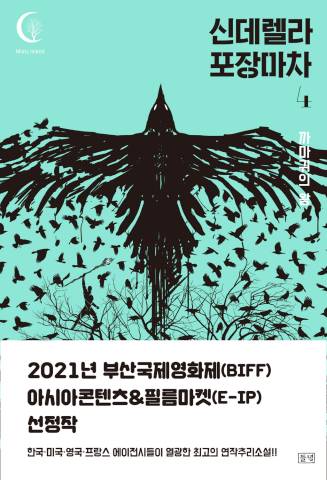 신데렐라
포장마차
4
까마귀의 밤
2021년 부산국제영화제(BIFF)
아시아콘텐츠&필름마켓(E-IP)
선정작
한국·미국·영국·프랑스 에이전시들이 열광한 최고의 연작추리소설!!